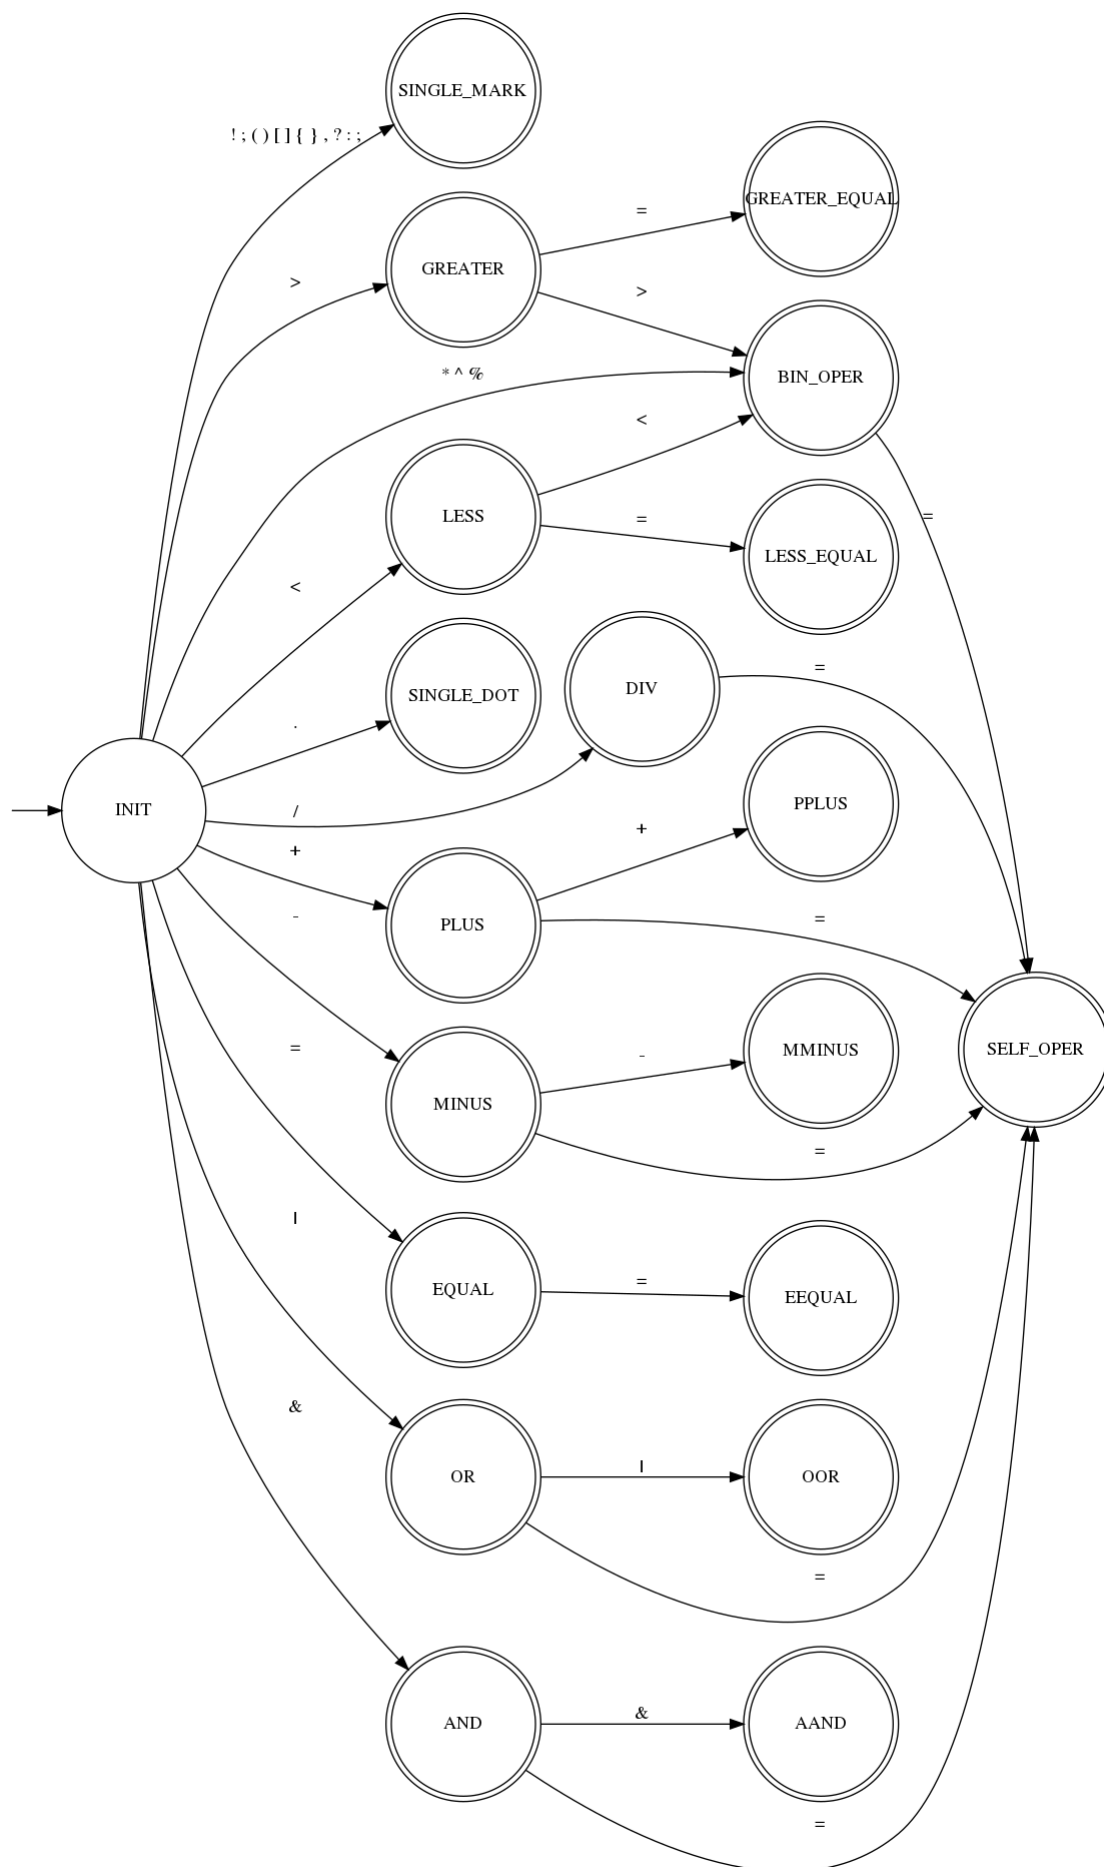 SINGLE_MARK
! ; ( ) [ ] { } , ? : ;
GREATER_EQUAL
=
GREATER
>
>
* ^ %
BIN_OPER
<
LESS
=
=
LESS_EQUAL
<
=
DIV
SINGLE_DOT
.
INIT
/
+
PPLUS
+
-
PLUS
=
=
-
MMINUS
SELF_OPER
MINUS
=
|
=
EQUAL
EEQUAL
&
|
OR
OOR
=
&
AND
AAND
=